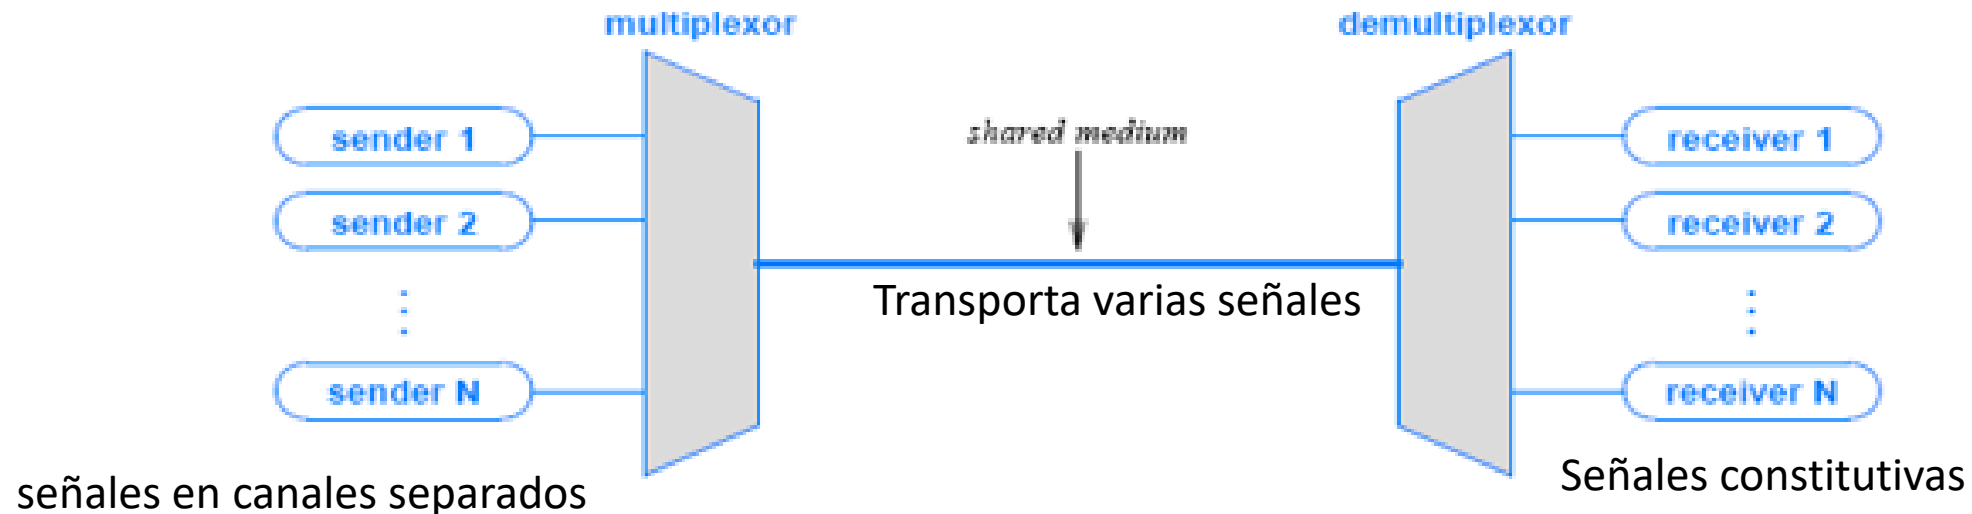 multiplexor
demultiplexor
sender 1
shared medium
receiver 1
sender 2
receiver 2
Transporta varias señales
sender N
receiver N
señales en canales separados
Señales constitutivas